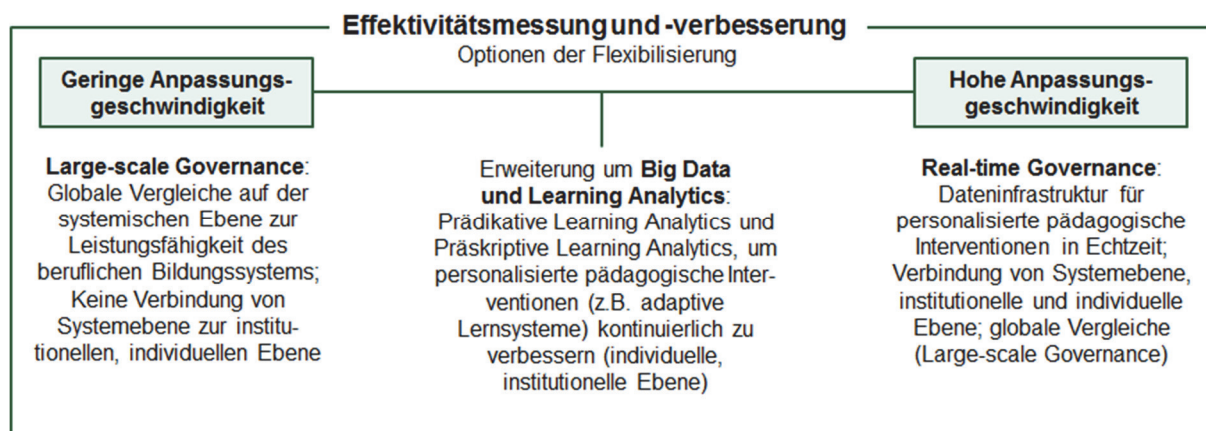 Effektivitätsmessung und -verbesserung
Optionen der Flexibilisierung
Geringe Anpassungs-
geschwindigkeit
Hohe Anpassungs-
geschwindigkeit
Large-scale Governance:
Globale Vergleiche auf der
systemischen Ebene zur
Leistungsfähigkeit des
beruflichen Bildungssystems;
Keine Verbindung von
Systemebene zur institu-
tionellen, individuellen Ebene
Erweiterung um Big Data
und Learning Analytics:
Prädikative Learning Analytics und
Präskriptive Learning Analytics, um
personalisierte pädagogische Inter-
ventionen (z.B. adaptive
Lernsysteme) kontinuierlich zu
verbessern (individuelle,
institutionelle Ebene)
Real-time Governance:
Dateninfrastruktur für
personalisierte pädagogische
Interventionen in Echtzeit;
Verbindung von Systemebene,
institutionelle und individuelle
Ebene; globale Vergleiche
(Large-scale Governance)